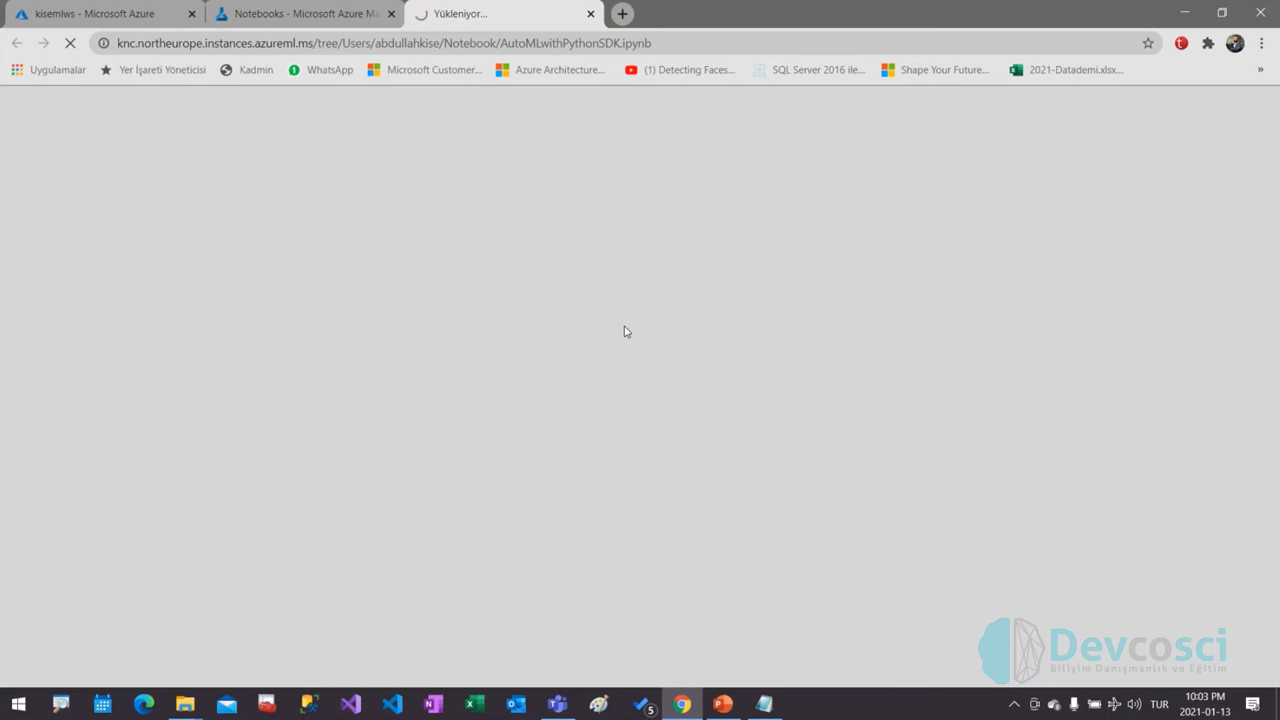 kisemlws - Microsoft Azure
Notebooks - Microsoft Azure Ma
Yükleniyor...
knc.northeurope.instances.azureml.ms/tree/Users/abdullahkise/Notebook/AutoMLwithPythonSDK.ipynb
Uygulamalar
Yer İşareti Yöneticisi
Kadmin
WhatsApp
Microsoft Customer...
Azure Architecture...
(1) Detecting Faces...
SQL Server 2016 ile...
Shape Your Future...
2021-Datademi.xlsx...
»
Devcosci
Bilişim Danışmanlık ve Eğitim
5
TUR
10:03 PM
2021-01-13